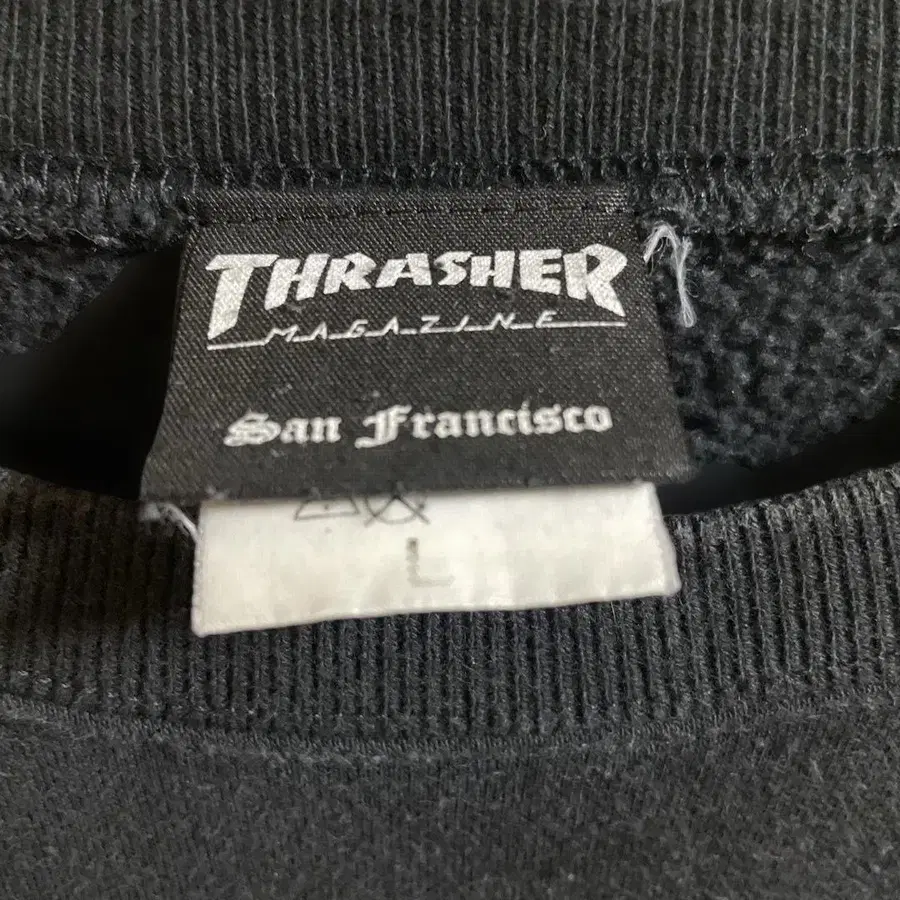 THRASHER
MAGAZINE
San Francisco
L